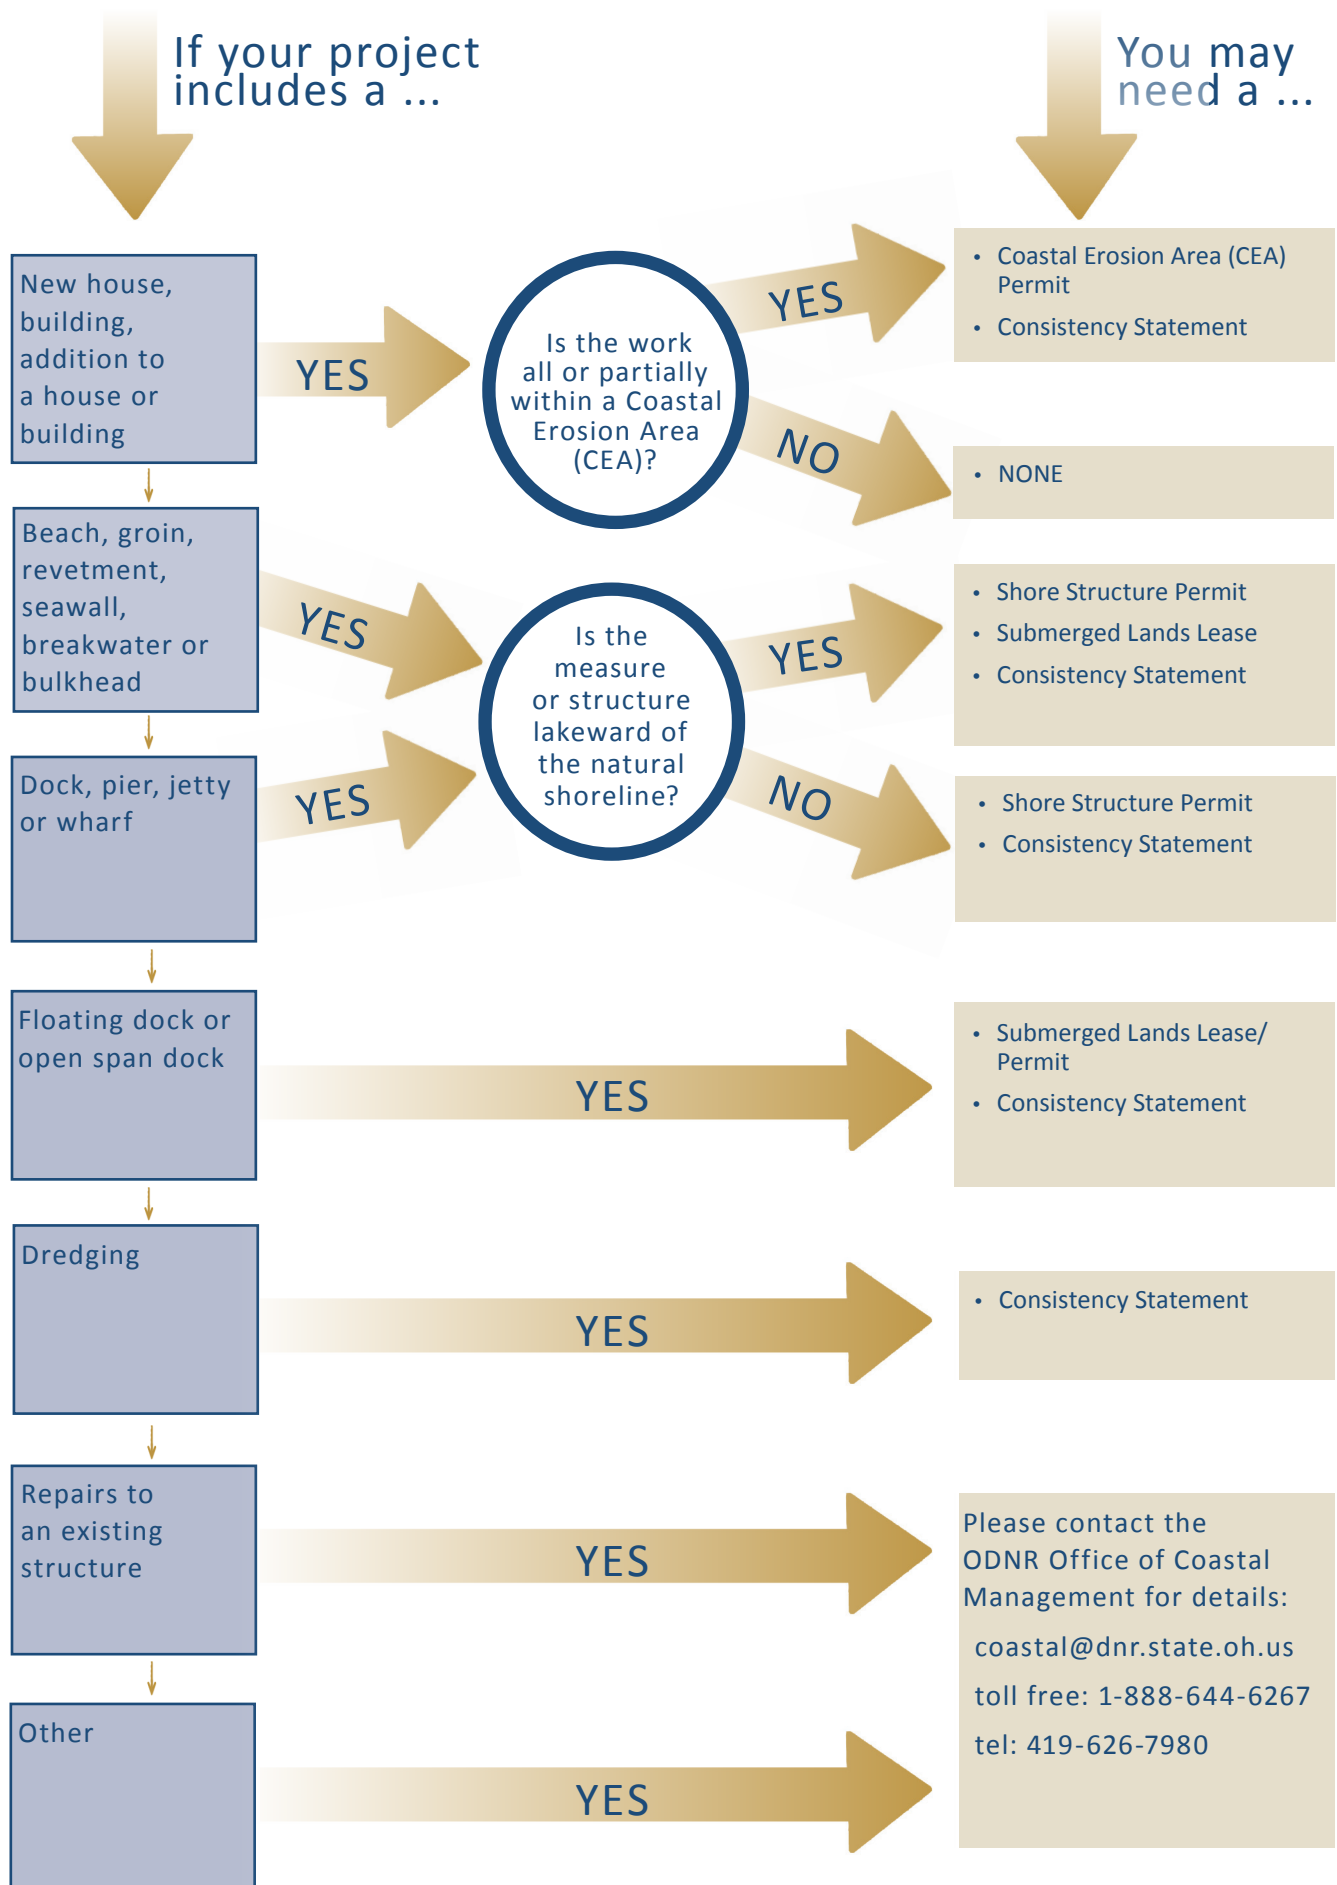 If your project
includes a ...
You may
need a ...
New house,
building,
addition to
a house or
building
YES
Is the work
all or partially
within a Coastal
Erosion Area
(CEA)?
YES
• Coastal Erosion Area (CEA)
Permit
• Consistency Statement
NO
• NONE
Beach, groin,
revetment,
seawall,
breakwater or
bulkhead
YES
Dock, pier, jetty
or wharf
YES
Is the
measure
or structure
lakeward of
the natural
shoreline?
YES
• Shore Structure Permit
• Submerged Lands Lease
• Consistency Statement
NO
• Shore Structure Permit
• Consistency Statement
Floating dock or
open span dock
YES
• Submerged Lands Lease/
Permit
• Consistency Statement
Dredging
YES
• Consistency Statement
Repairs to
an existing
structure
YES
Other
YES
Please contact the
ODNR Office of Coastal
Management for details:
coastal@dnr.state.oh.us
toll free: 1-888-644-6267
tel: 419-626-7980